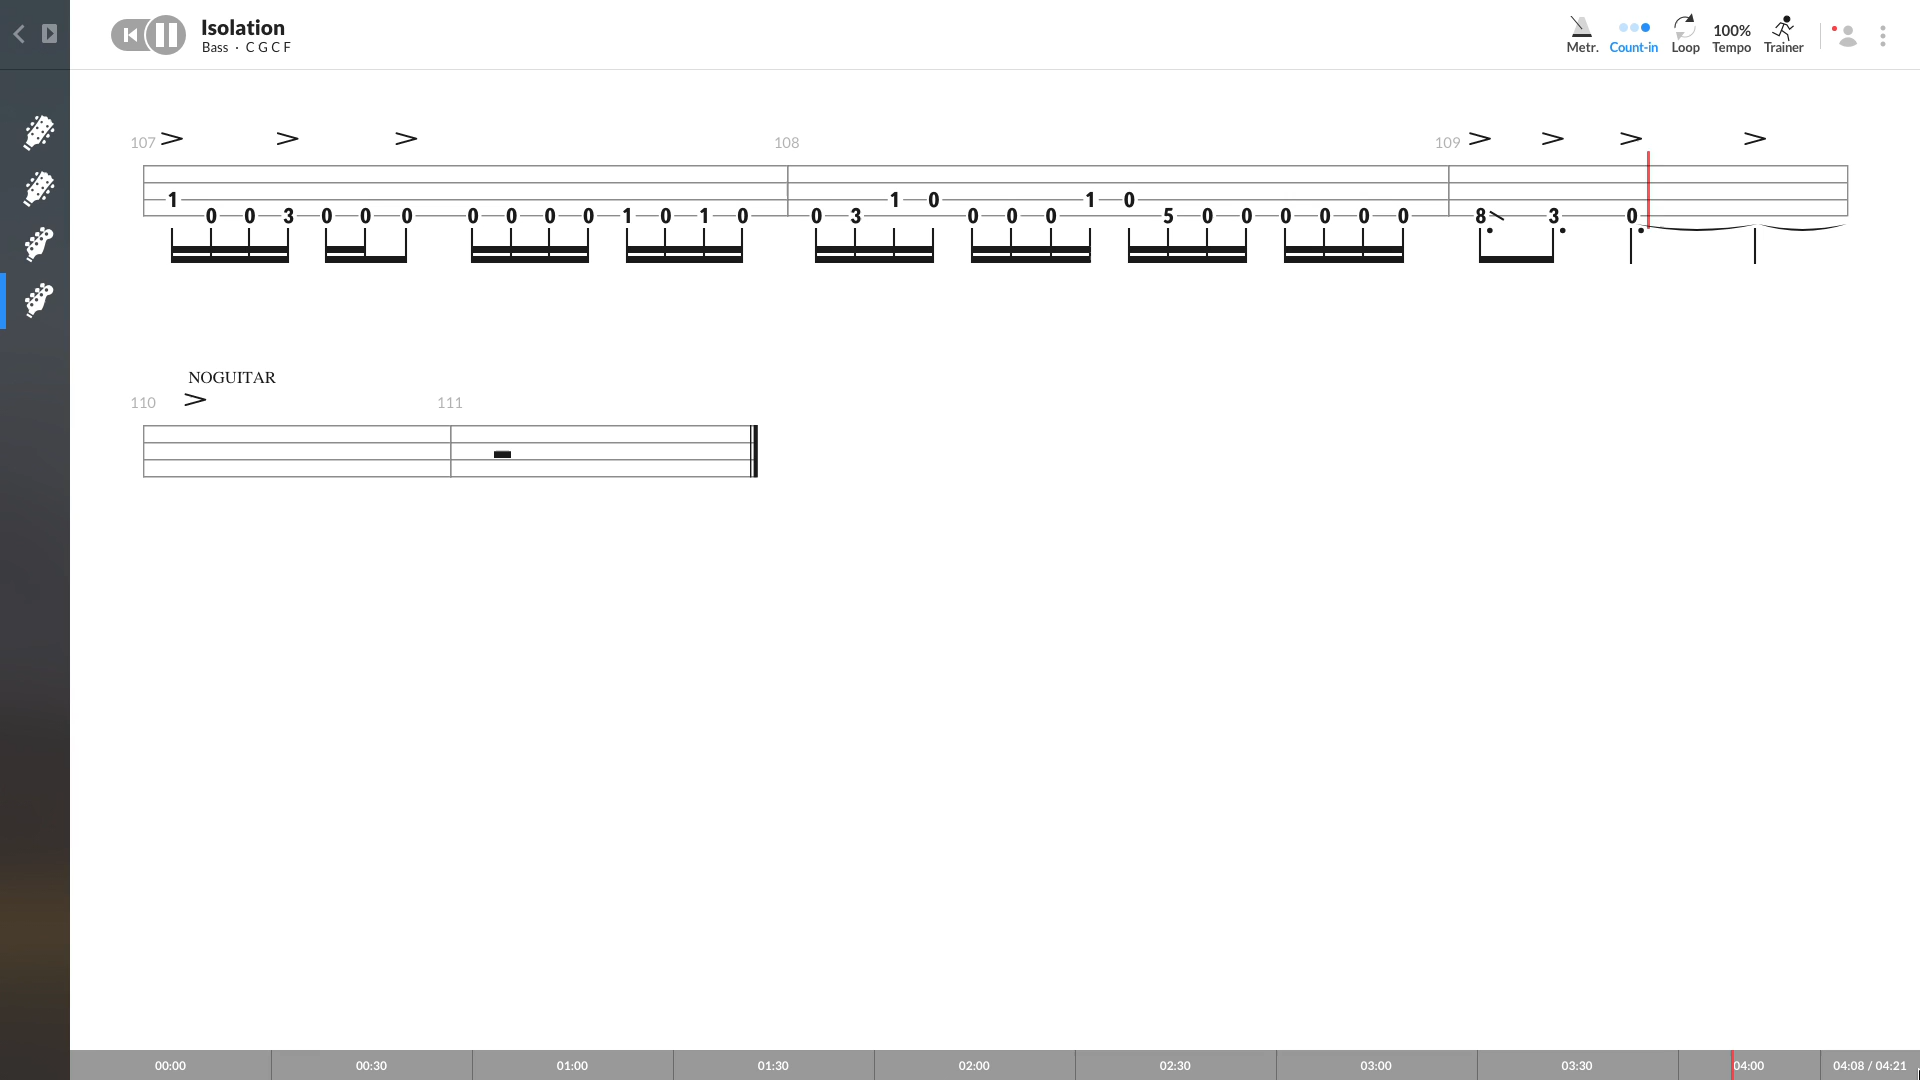 Isolation
Bass · C G C F
Metr.
Count-in
Loop
100%
Tempo
Trainer
107 108 109
1 1 0 1 0
0 0 3 0 0 0 0 0 0 0 1 0 1 0 0 3 0 0 0 5 0 0 0 0 0 0 8 3 0
NOGUITAR
110 111
00:00 00:30 01:00 01:30 02:00 02:30 03:00 03:30 04:00 04:08 / 04:21